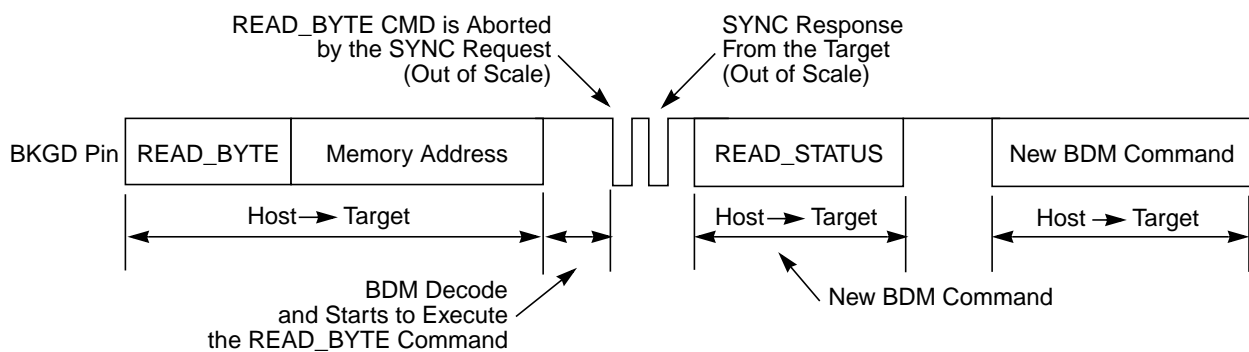 READ_BYTE CMD is Aborted
by the SYNC Request
(Out of Scale)
SYNC Response
From the Target
(Out of Scale)
BKGD Pin
READ_BYTE
Memory Address
READ_STATUS
New BDM Command
Host → Target
Host → Target
Host → Target
BDM Decode
and Starts to Execute
the READ_BYTE Command
New BDM Command